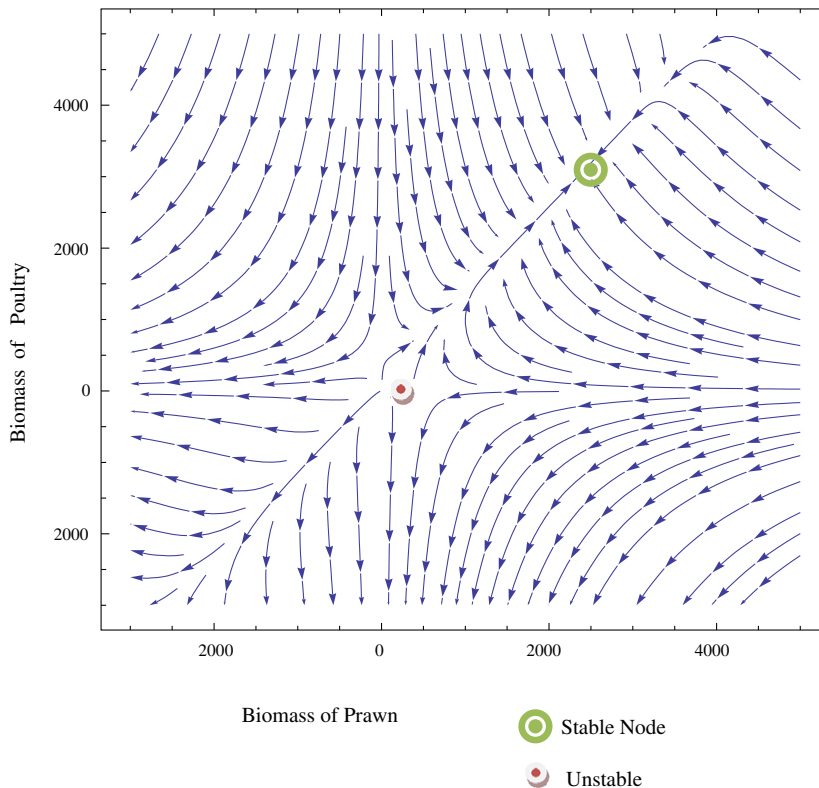 4000
2000
0
2000
Biomass of Poultry
2000 0 2000 4000
Biomass of Prawn
Stable Node
Unstable